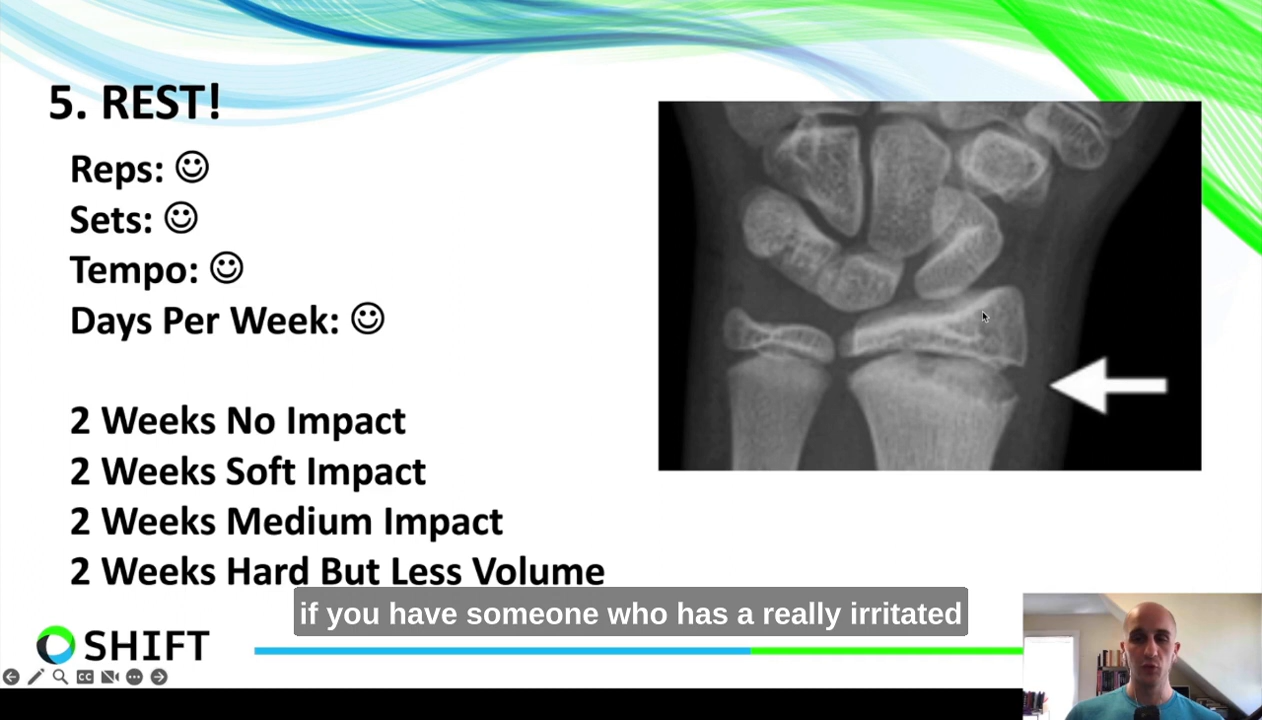 5. REST!
Reps: ☺
Sets: ☺
Tempo: ☺
Days Per Week: ☺
2 Weeks No Impact
2 Weeks Soft Impact
2 Weeks Medium Impact
2 Weeks Hard But Less Volume
if you have someone who has a really irritated
SHIFT
CC